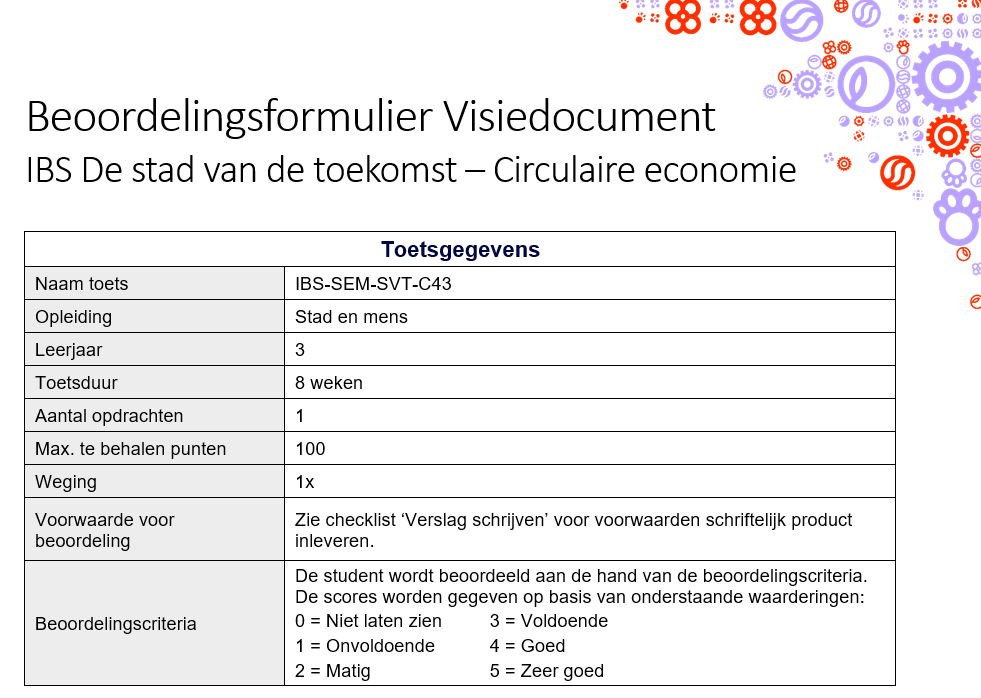 Beoordelingsformulier Visiedocument
IBS De stad van de toekomst – Circulaire economie
Toetsgegevens
Naam toets IBS-SEM-SVT-C43
Opleiding Stad en mens
Leerjaar 3
Toetsduur 8 weken
Aantal opdrachten 1
Max. te behalen punten 100
Weging 1x
Voorwaarde voor
beoordeling
Zie checklist ‘Verslag schrijven’ voor voorwaarden schriftelijk product
inleveren.
Beoordelingscriteria
De student wordt beoordeeld aan de hand van de beoordelingscriteria.
De scores worden gegeven op basis van onderstaande waarderingen:
0 = Niet laten zien 3 = Voldoende
1 = Onvoldoende 4 = Goed
2 = Matig 5 = Zeer goed